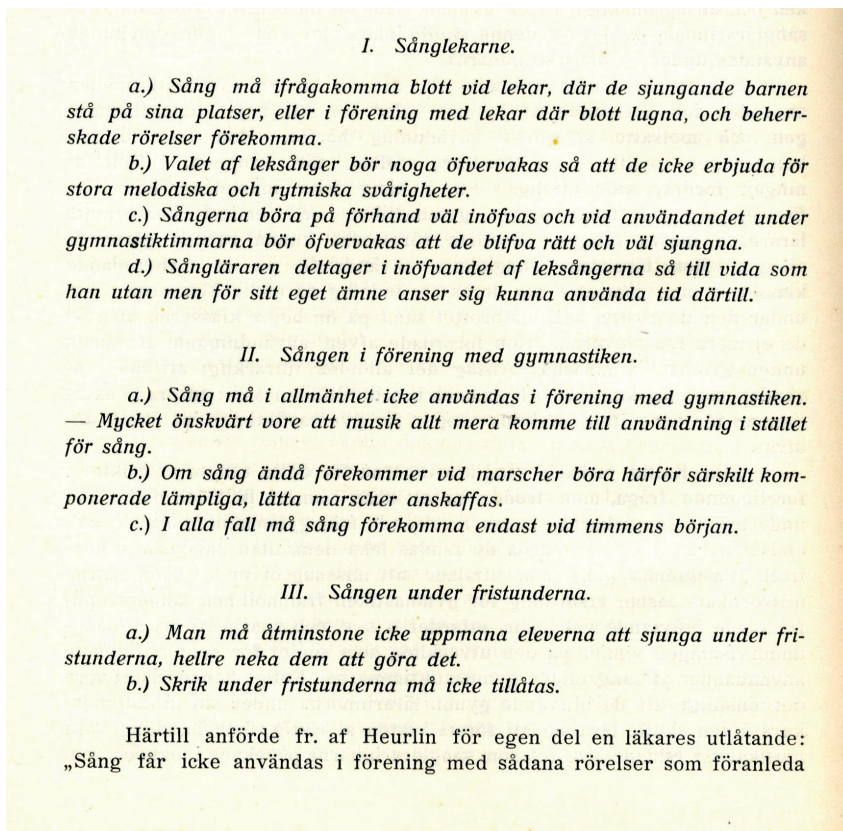 I. Sånglekarne.
a.) Sång må ifrågakomma blott vid lekar, där de sjungande barnen
stå på sina platser, eller i förening med lekar där blott lugna, och beherr-
skade rörelser förekomma.
b.) Valet af leksånger bör noga öfvervakas så att de icke erbjuda för
stora melodiska och rytmiska svårigheter.
c.) Sångerna böra på förhand väl inöfvas och vid användandet under
gymnastiktimmarna bör öfvervakas att de blifva rätt och väl sjungna.
d.) Sångläraren deltager i inöfvandet af leksångerna så till vida som
han utan men för sitt eget ämne anser sig kunna använda tid därtill.
II. Sången i förening med gymnastiken.
a.) Sång må i allmänhet icke användas i förening med gymnastiken.
— Mycket önskvärt vore att musik allt mera komme till användning i stället
för sång.
b.) Om sång ändå förekommer vid marscher böra härför särskilt kom-
ponerade lämpliga, lätta marscher anskaffas.
c.) I alla fall må sång förekomma endast vid timmens början.
III. Sången under fristunderna.
a.) Man må åtminstone icke uppmana eleverna att sjunga under fri-
stunderna, hellre neka dem att göra det.
b.) Skrik under fristunderna må icke tillåtas.
Härtill anförde fr. af Heurlin för egen del en läkares utlåtande:
„Sång får icke användas i förening med sådana rörelser som föranleda